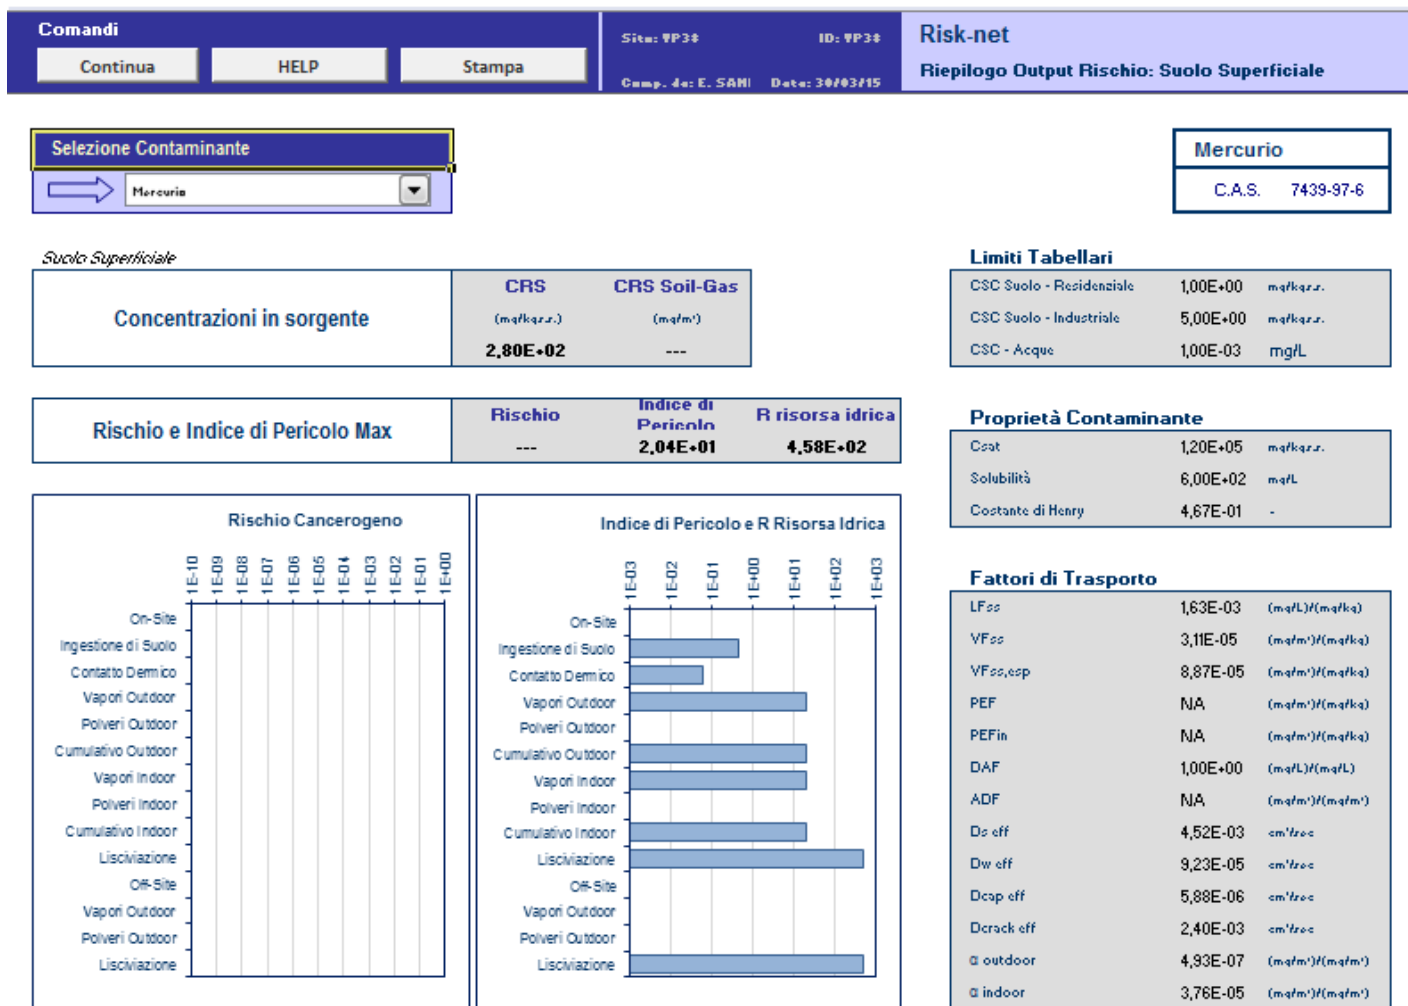 Comandi
Continua HELP Stampa
Site: WP3* ID: WP3*
Comp. da: E. SANI Data: 30/03/15
Risk-net
Riepilogo Output Rischio: Suolo Superficiale
Selezione Contaminante
Mercurio
Mercurio
C.A.S. 7439-97-6
Suolo Superficiale
Concentrazioni in sorgente
CRS CRS Soil-Gas
(mg/kg s.s.) (mg/m³)
2,80E+02 ---
Rischio e Indice di Pericolo Max
Rischio Indice di Pericolo R risorsa idrica
--- 2,04E+01 4,58E+02
Rischio Cancerogeno
1E-10 1E-09 1E-08 1E-07 1E-06 1E-05 1E-04 1E-03 1E-02 1E-01 1E+00
On-Site
Ingestione di Suolo
Contatto Dermico
Vapori Outdoor
Polveri Outdoor
Cumulativo Outdoor
Vapori Indoor
Polveri Indoor
Cumulativo Indoor
Lisciviazione
Off-Site
Vapori Outdoor
Polveri Outdoor
Lisciviazione
Indice di Pericolo e R Risorsa Idrica
1E-03 1E-02 1E-01 1E+00 1E+01 1E+02 1E+03
On-Site
Ingestione di Suolo
Contatto Dermico
Vapori Outdoor
Polveri Outdoor
Cumulativo Outdoor
Vapori Indoor
Polveri Indoor
Cumulativo Indoor
Lisciviazione
Off-Site
Vapori Outdoor
Polveri Outdoor
Lisciviazione
Limiti Tabellari
CSC Suolo - Residenziale 1,00E+00 mg/kg s.s.
CSC Suolo - Industriale 5,00E+00 mg/kg s.s.
CSC - Acque 1,00E-03 mg/L
Proprietà Contaminante
Csat 1,20E+05 mg/kg s.s.
Solubilità 6,00E+02 mg/L
Costante di Henry 4,67E-01 -
Fattori di Trasporto
LFss 1,63E-03 (mg/L)/(mg/kg)
VFss 3,11E-05 (mg/m³)/(mg/kg)
VFss,esp 8,87E-05 (mg/m³)/(mg/kg)
PEF NA (mg/m³)/(mg/kg)
PEFin NA (mg/m³)/(mg/kg)
DAF 1,00E+00 (mg/L)/(mg/L)
ADF NA (mg/m³)/(mg/m³)
Ds eff 4,52E-03 cm²/sec
Dw eff 9,23E-05 cm²/sec
Dcap eff 5,88E-06 cm²/sec
Dcrack eff 2,40E-03 cm²/sec
α outdoor 4,93E-07 (mg/m³)/(mg/m³)
α indoor 3,76E-05 (mg/m³)/(mg/m³)